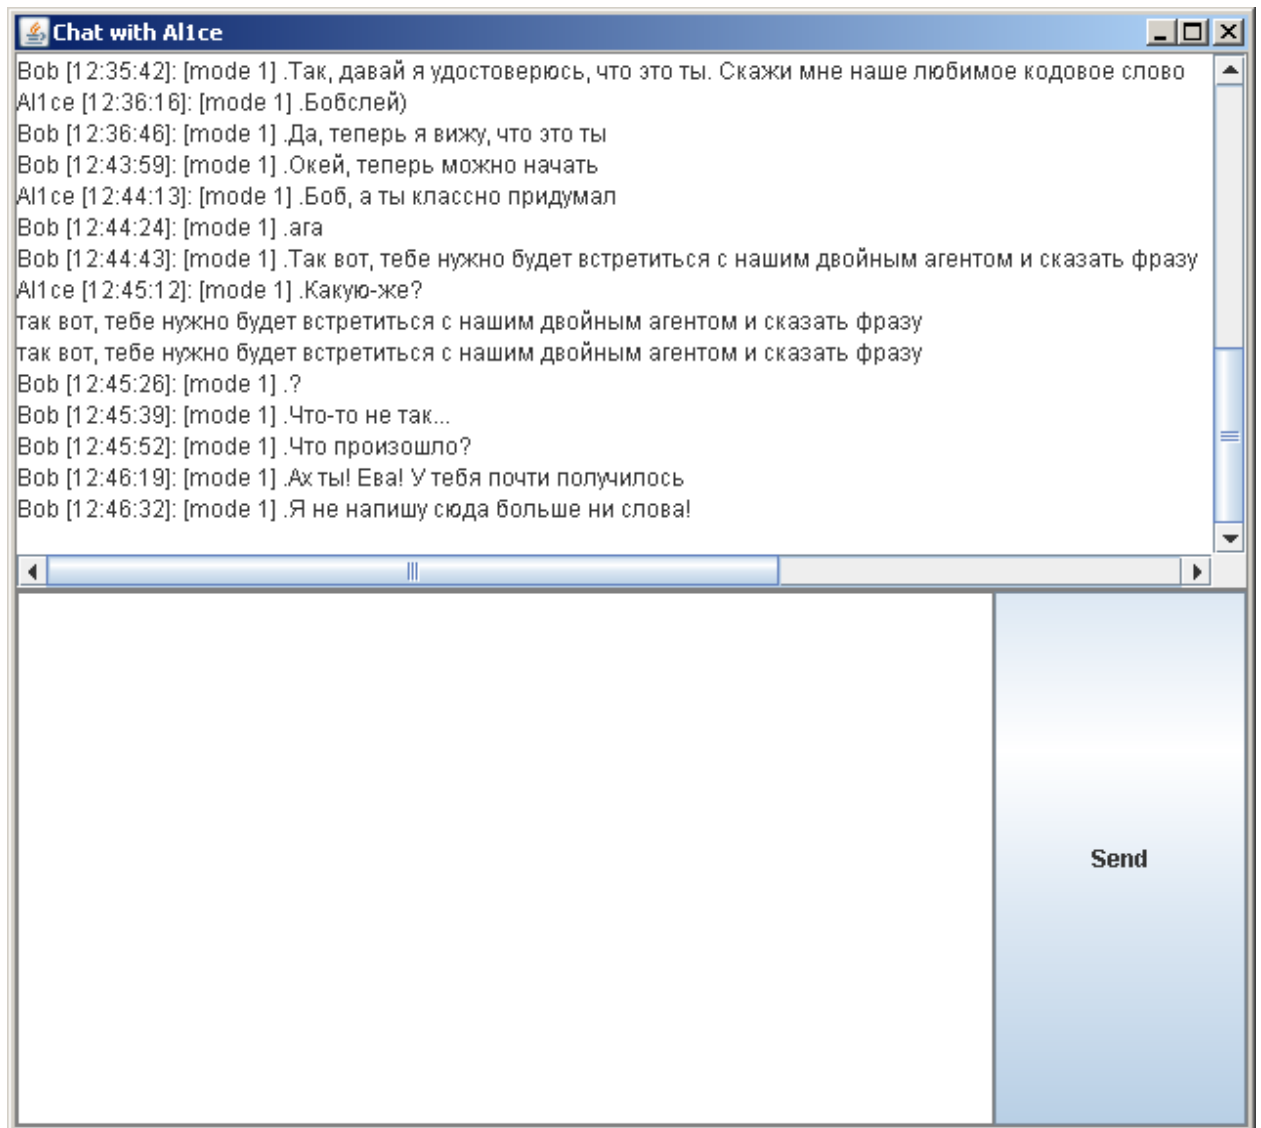 Chat with Al1ce
Bob [12:35:42]: [mode 1] .Так, давай я удостоверюсь, что это ты. Скажи мне наше любимое кодовое слово
Al1ce [12:36:16]: [mode 1] .Бобслей)
Bob [12:36:46]: [mode 1] .Да, теперь я вижу, что это ты
Bob [12:43:59]: [mode 1] .Окей, теперь можно начать
Al1ce [12:44:13]: [mode 1] .Боб, а ты классно придумал
Bob [12:44:24]: [mode 1] .ага
Bob [12:44:43]: [mode 1] .Так вот, тебе нужно будет встретиться с нашим двойным агентом и сказать фразу
Al1ce [12:45:12]: [mode 1] .Какую-же?
так вот, тебе нужно будет встретиться с нашим двойным агентом и сказать фразу
так вот, тебе нужно будет встретиться с нашим двойным агентом и сказать фразу
Bob [12:45:26]: [mode 1] .?
Bob [12:45:39]: [mode 1] .Что-то не так...
Bob [12:45:52]: [mode 1] .Что произошло?
Bob [12:46:19]: [mode 1] .Ах ты! Ева! У тебя почти получилось
Bob [12:46:32]: [mode 1] .Я не напишу сюда больше ни слова!
Send